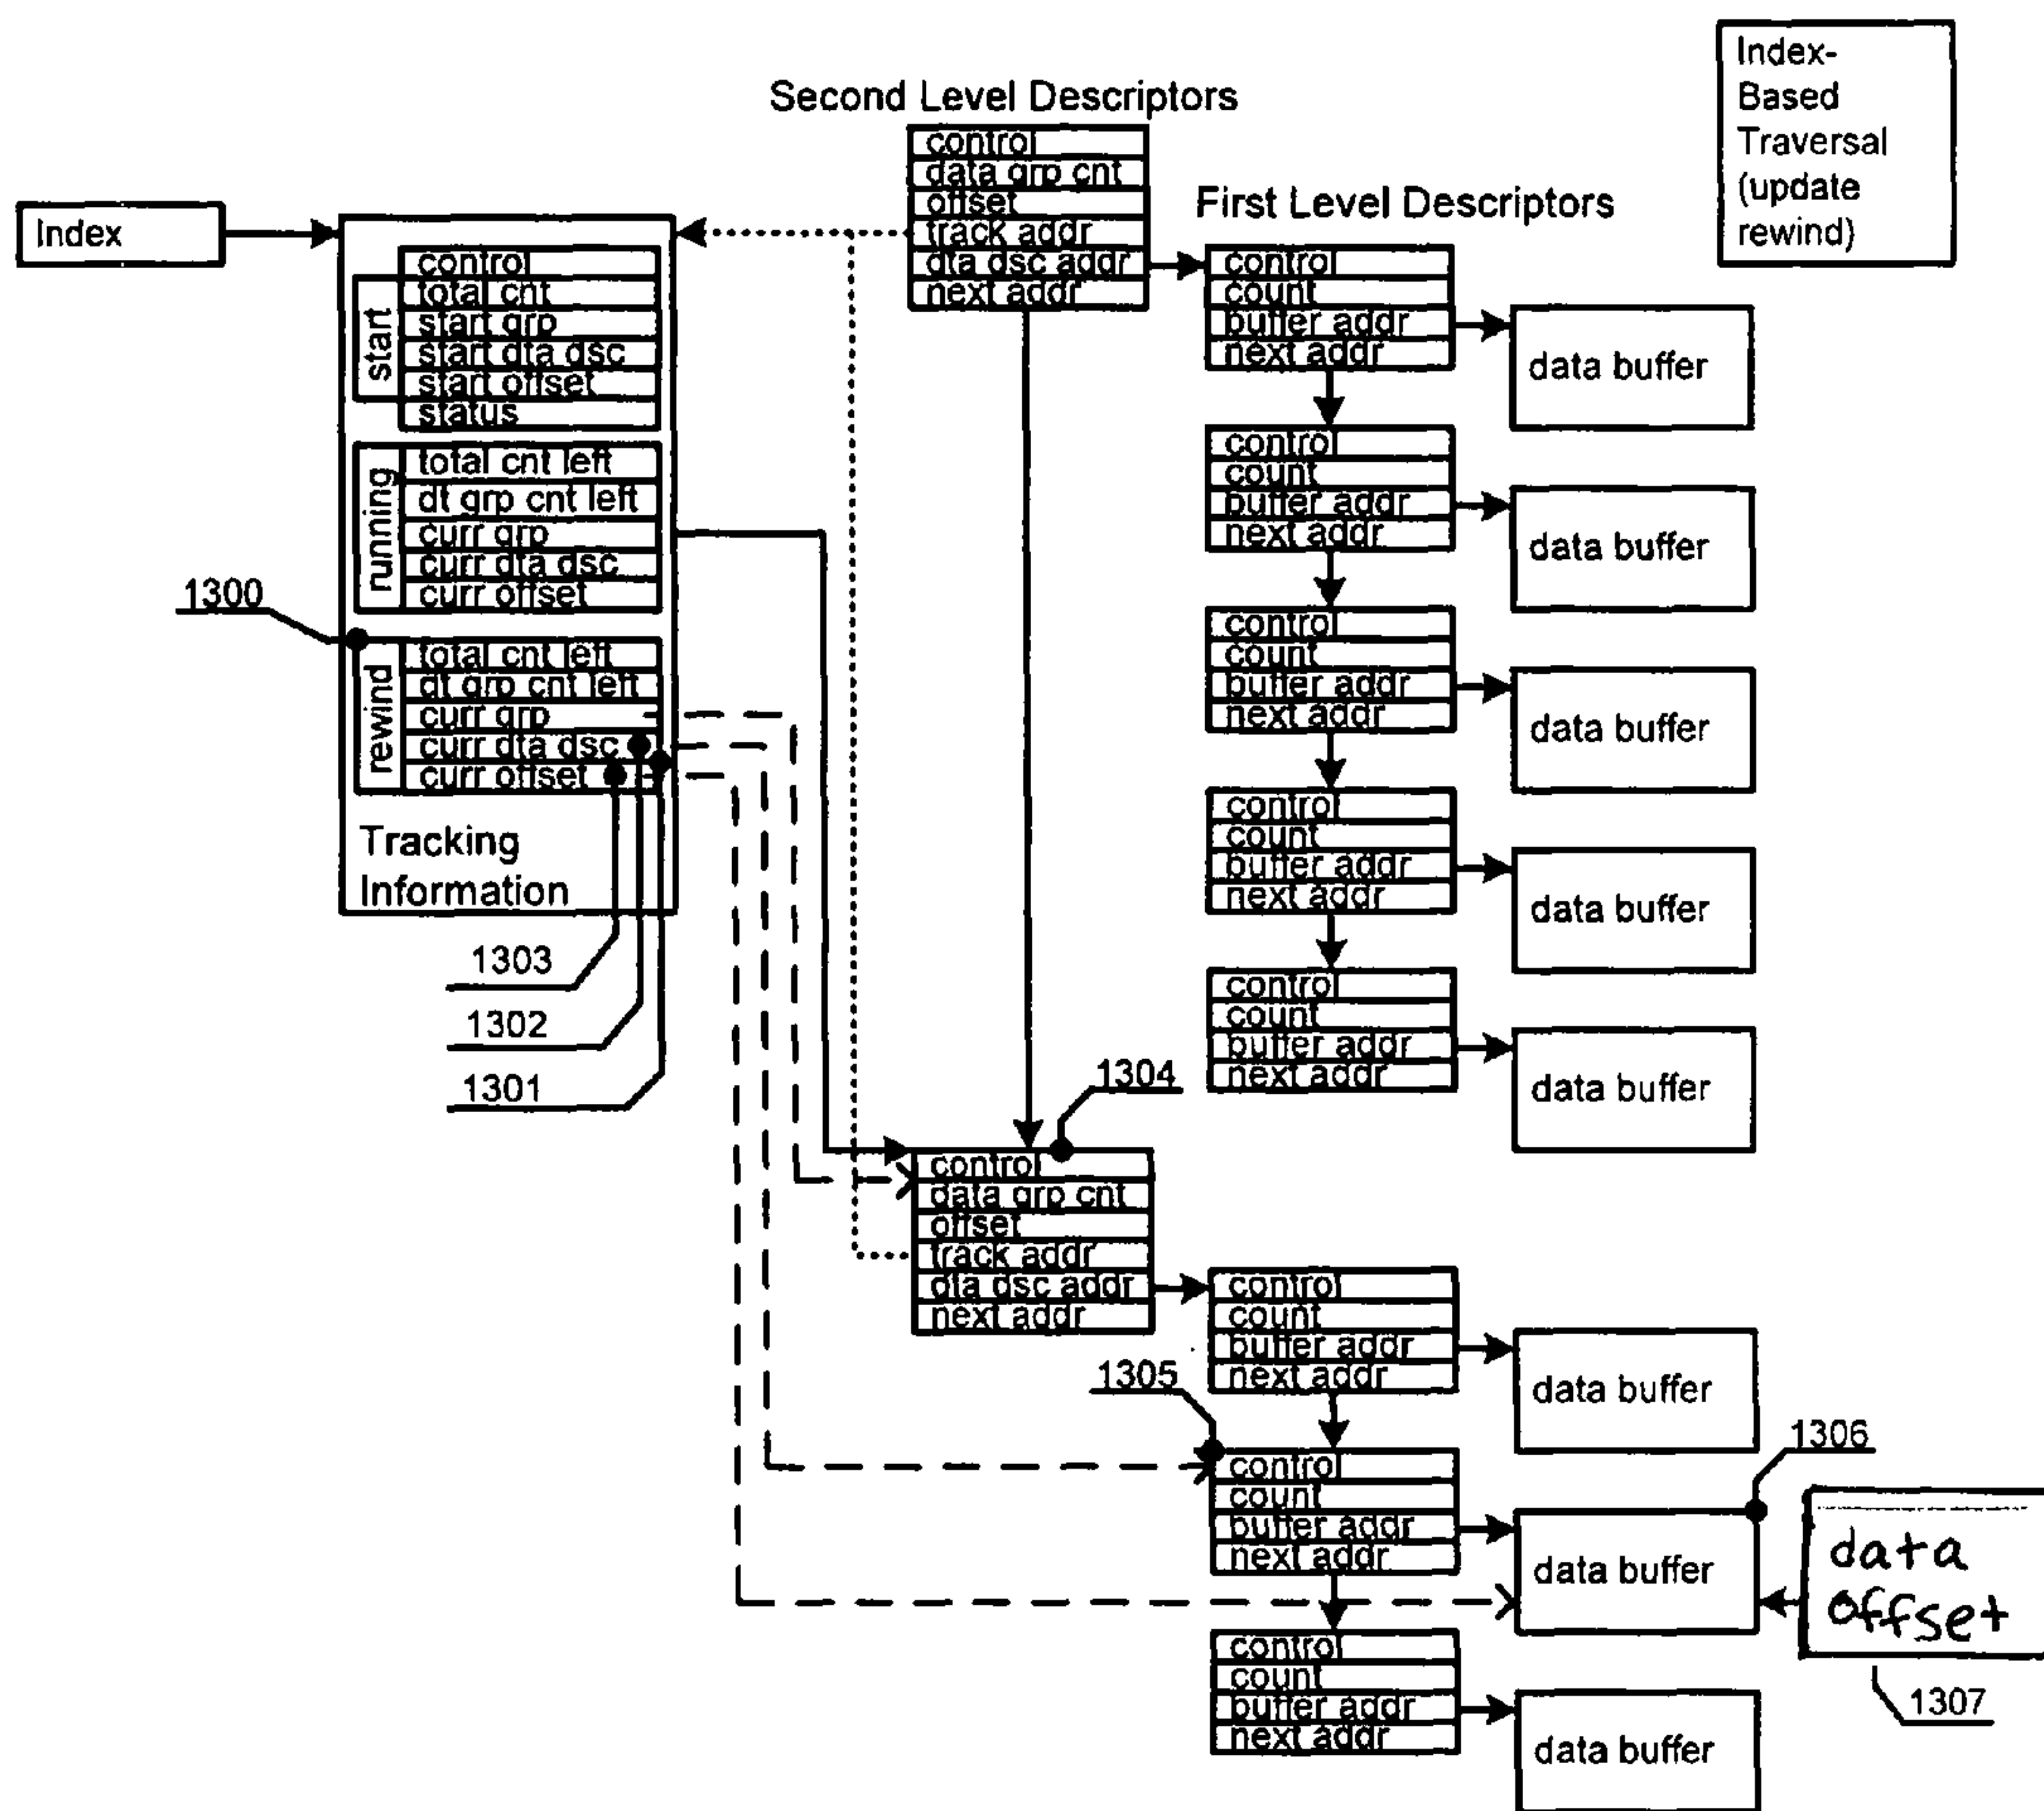 Index-
Based
Traversal
(update
rewind)
Second Level Descriptors
control
data grp cnt
offset
track addr
dta dsc addr
next addr
First Level Descriptors
Index
control
total cnt
start grp
start dta dsc
start offset
status
start
running
total cnt left
dt grp cnt left
curr grp
curr dta dsc
curr offset
1300
rewind
total cnt left
dt grp cnt left
curr grp
curr dta dsc
curr offset
Tracking
Information
1303
1302
1301
control
count
buffer addr
next addr
data buffer
control
count
buffer addr
next addr
data buffer
control
count
buffer addr
next addr
data buffer
control
count
buffer addr
next addr
data buffer
control
count
buffer addr
next addr
data buffer
1304
control
data grp cnt
offset
track addr
dta dsc addr
next addr
control
count
buffer addr
next addr
data buffer
1305
control
count
buffer addr
next addr
1306
data buffer
data
offset
1307
control
count
buffer addr
next addr
data buffer